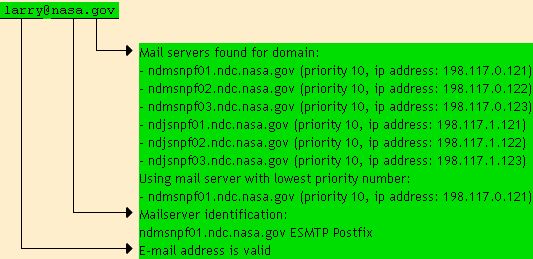 larry@nasa.gov
Mail servers found for domain:
- ndmsnpf01.ndc.nasa.gov (priority 10, ip address: 198.117.0.121)
- ndmsnpf02.ndc.nasa.gov (priority 10, ip address: 198.117.0.122)
- ndmsnpf03.ndc.nasa.gov (priority 10, ip address: 198.117.0.123)
- ndjsnpf01.ndc.nasa.gov (priority 10, ip address: 198.117.1.121)
- ndjsnpf02.ndc.nasa.gov (priority 10, ip address: 198.117.1.122)
- ndjsnpf03.ndc.nasa.gov (priority 10, ip address: 198.117.1.123)
Using mail server with lowest priority number:
- ndmsnpf01.ndc.nasa.gov (priority 10, ip address: 198.117.0.121)
Mailserver identification:
ndmsnpf01.ndc.nasa.gov ESMTP Postfix
E-mail address is valid